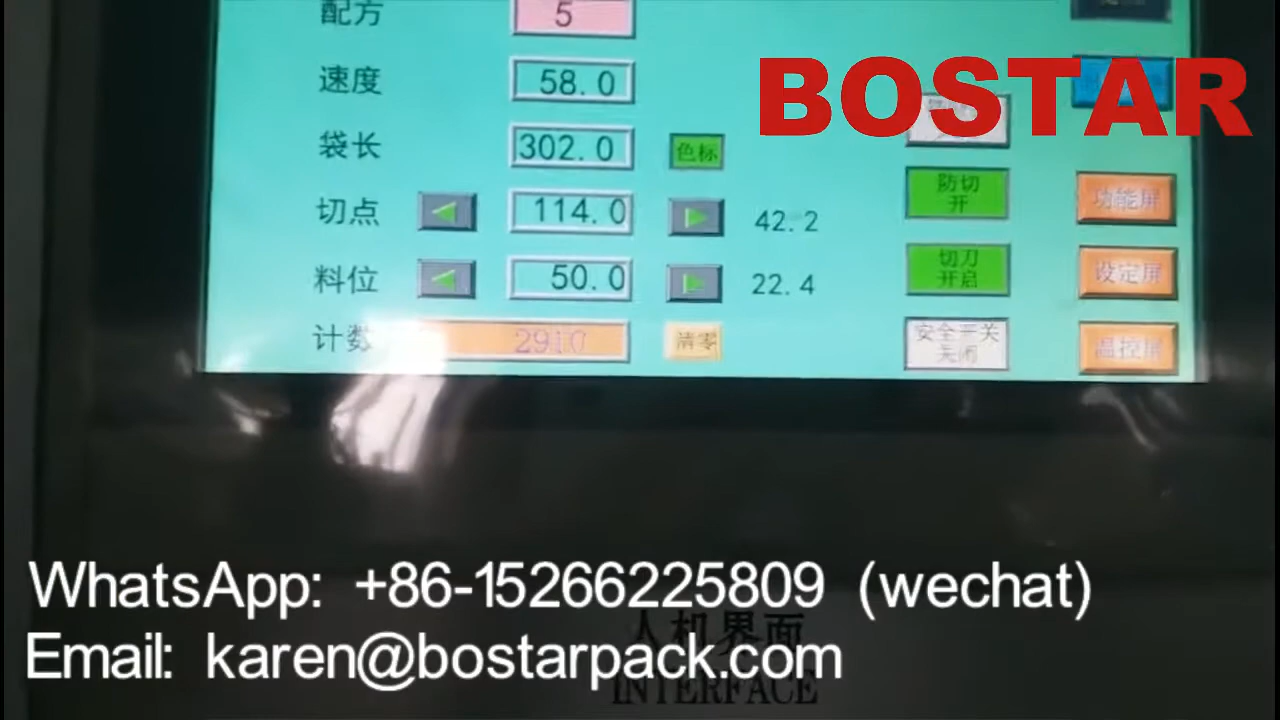 配方 5
BOSTAR
速度 58.0
袋长 302.0 色标
防切
开
功能屏
切点 114.0 42.2
切刀
开启
设定屏
料位 50.0 22.4
计数 2910 清零
安全开关
关闭
温控屏
WhatsApp: +86-15266225809 (wechat)
人机界面
Email: karen@bostarpack.com
INTERFACE